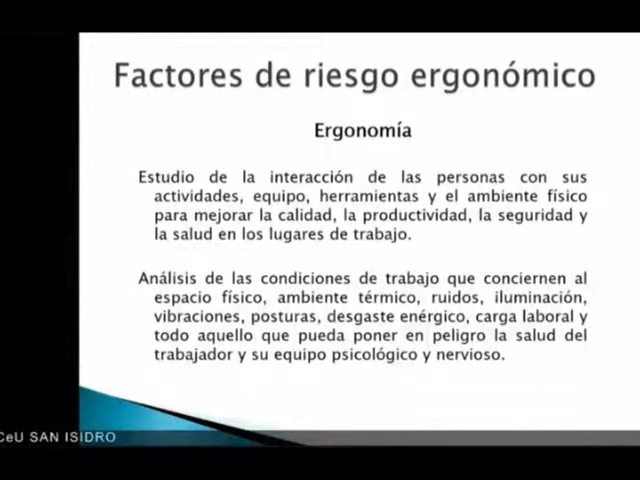 Factores de riesgo ergonómico
Ergonomía
Estudio de la interacción de las personas con sus
actividades, equipo, herramientas y el ambiente físico
para mejorar la calidad, la productividad, la seguridad y
la salud en los lugares de trabajo.
Análisis de las condiciones de trabajo que conciernen al
espacio físico, ambiente térmico, ruidos, iluminación,
vibraciones, posturas, desgaste enérgico, carga laboral y
todo aquello que pueda poner en peligro la salud del
trabajador y su equipo psicológico y nervioso.
CeU SAN ISIDRO